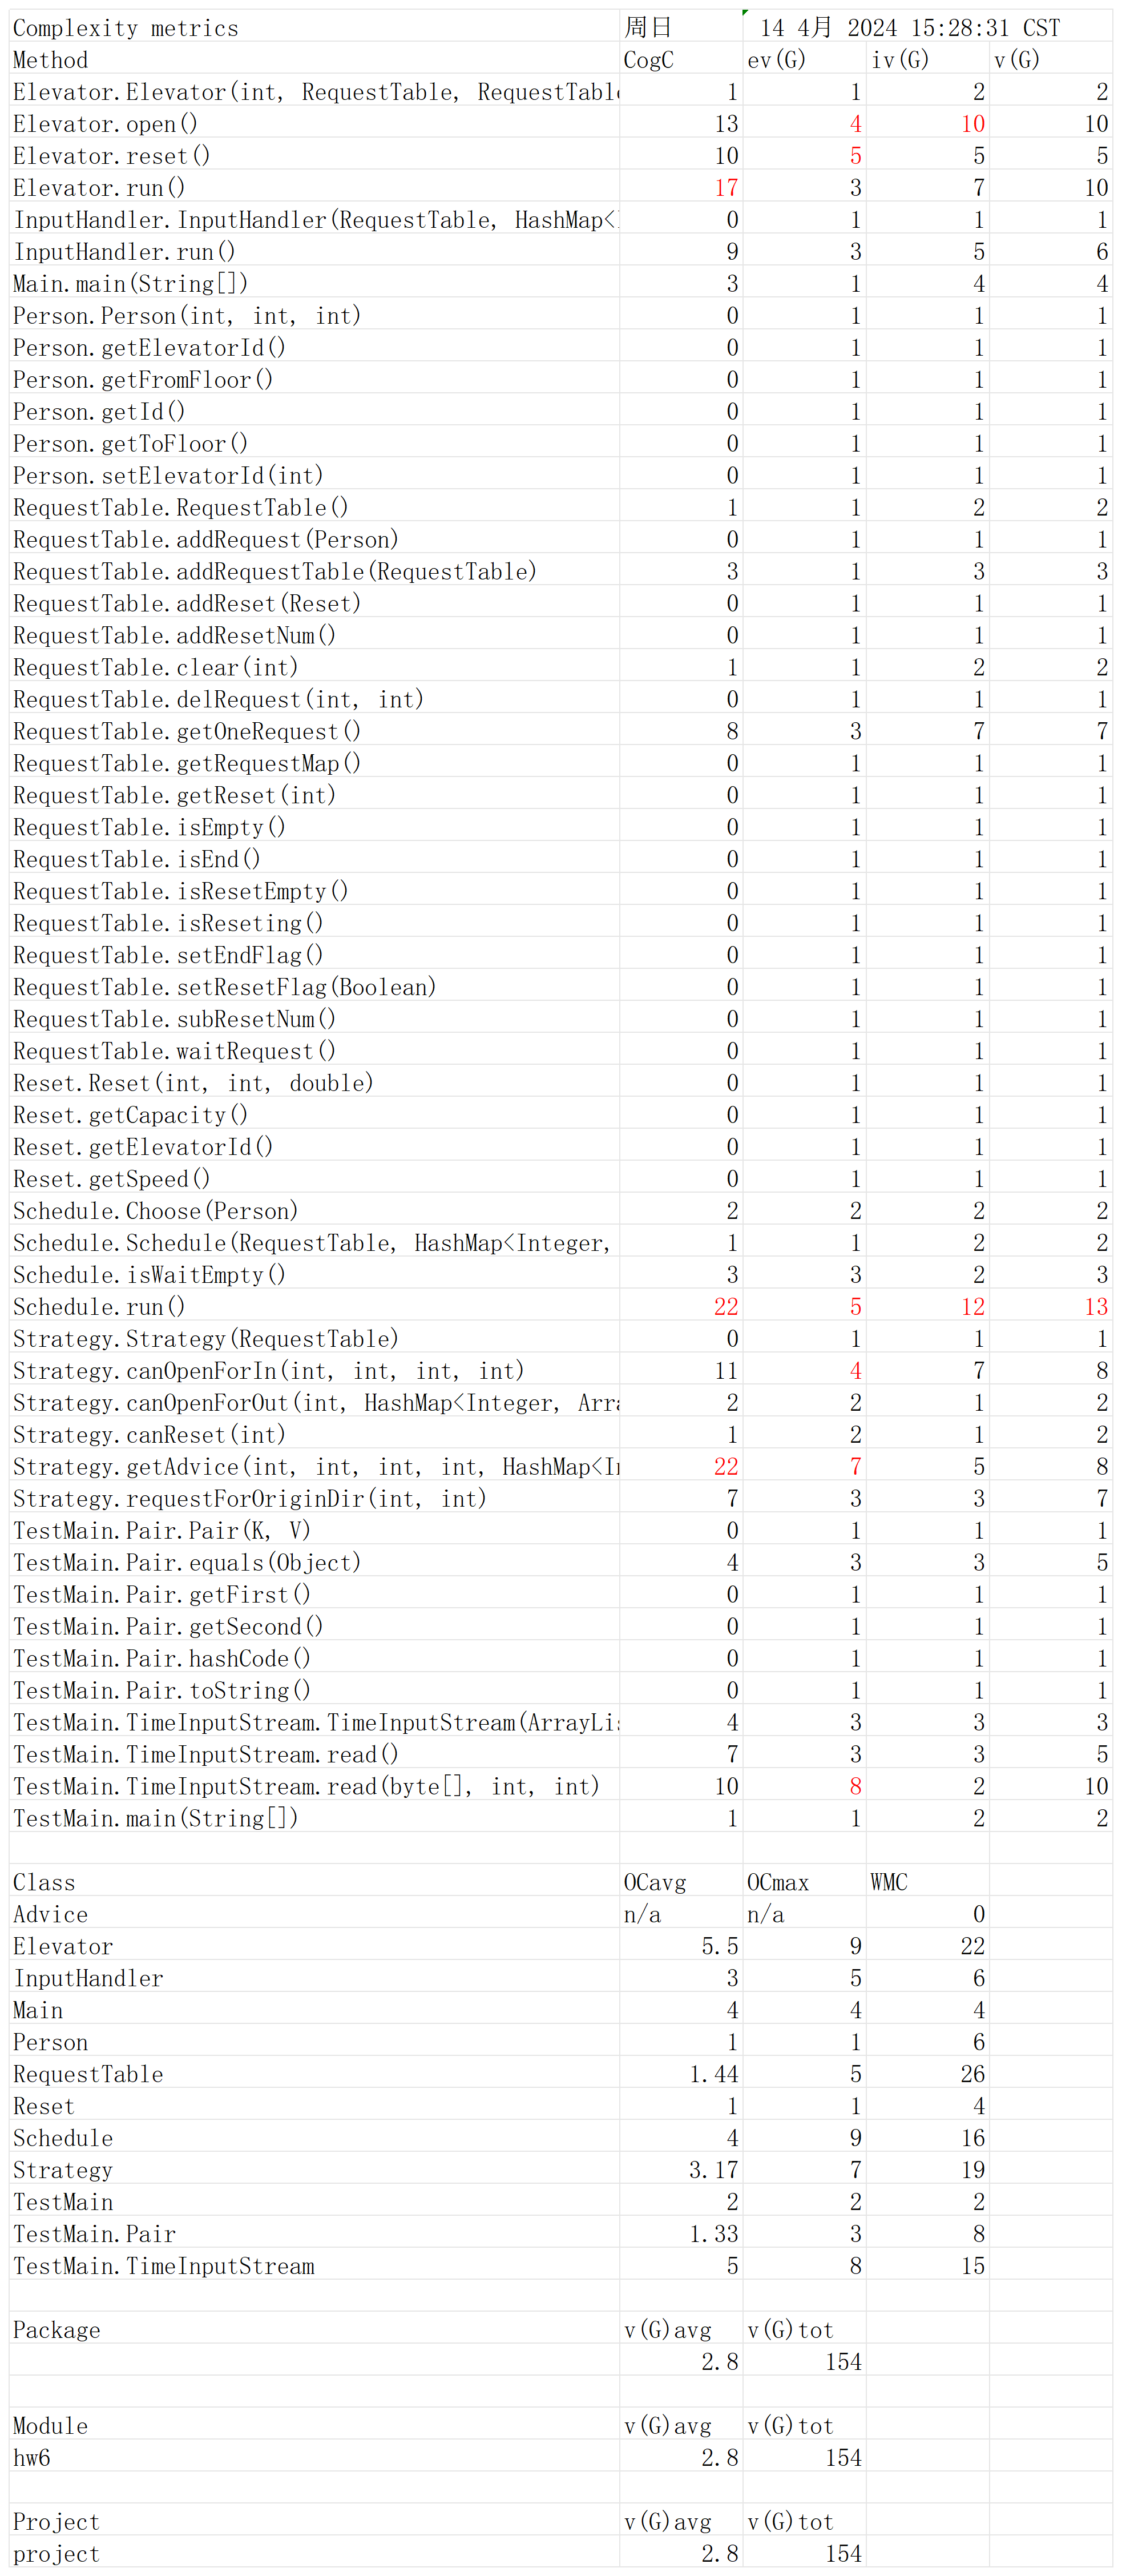 Complexity metrics 周日 14 4月 2024 15:28:31 CST
Method CogC ev(G) iv(G) v(G)
Elevator.Elevator(int, RequestTable, RequestTabl 1 1 2 2
Elevator.open() 13 4 10 10
Elevator.reset() 10 5 5 5
Elevator.run() 17 3 7 10
InputHandler.InputHandler(RequestTable, HashMap< 0 1 1 1
InputHandler.run() 9 3 5 6
Main.main(String[]) 3 1 4 4
Person.Person(int, int, int) 0 1 1 1
Person.getElevatorId() 0 1 1 1
Person.getFromFloor() 0 1 1 1
Person.getId() 0 1 1 1
Person.getToFloor() 0 1 1 1
Person.setElevatorId(int) 0 1 1 1
RequestTable.RequestTable() 1 1 2 2
RequestTable.addRequest(Person) 0 1 1 1
RequestTable.addRequestTable(RequestTable) 3 1 3 3
RequestTable.addReset(Reset) 0 1 1 1
RequestTable.addResetNum() 0 1 1 1
RequestTable.clear(int) 1 1 2 2
RequestTable.delRequest(int, int) 0 1 1 1
RequestTable.getOneRequest() 8 3 7 7
RequestTable.getRequestMap() 0 1 1 1
RequestTable.getReset(int) 0 1 1 1
RequestTable.isEmpty() 0 1 1 1
RequestTable.isEnd() 0 1 1 1
RequestTable.isResetEmpty() 0 1 1 1
RequestTable.isReseting() 0 1 1 1
RequestTable.setEndFlag() 0 1 1 1
RequestTable.setResetFlag(Boolean) 0 1 1 1
RequestTable.subResetNum() 0 1 1 1
RequestTable.waitRequest() 0 1 1 1
Reset.Reset(int, int, double) 0 1 1 1
Reset.getCapacity() 0 1 1 1
Reset.getElevatorId() 0 1 1 1
Reset.getSpeed() 0 1 1 1
Schedule.Choose(Person) 2 2 2 2
Schedule.Schedule(RequestTable, HashMap<Integer, 1 1 2 2
Schedule.isWaitEmpty() 3 3 2 3
Schedule.run() 22 5 12 13
Strategy.Strategy(RequestTable) 0 1 1 1
Strategy.canOpenForIn(int, int, int, int) 11 4 7 8
Strategy.canOpenForOut(int, HashMap<Integer, Arra 2 2 1 2
Strategy.canReset(int) 1 2 1 2
Strategy.getAdvice(int, int, int, int, HashMap<In 22 7 5 8
Strategy.requestForOriginDir(int, int) 7 3 3 7
TestMain.Pair.Pair(K, V) 0 1 1 1
TestMain.Pair.equals(Object) 4 3 3 5
TestMain.Pair.getFirst() 0 1 1 1
TestMain.Pair.getSecond() 0 1 1 1
TestMain.Pair.hashCode() 0 1 1 1
TestMain.Pair.toString() 0 1 1 1
TestMain.TimeInputStream.TimeInputStream(ArrayLis 4 3 3 3
TestMain.TimeInputStream.read() 7 3 3 5
TestMain.TimeInputStream.read(byte[], int, int) 10 8 2 10
TestMain.main(String[]) 1 1 2 2
Class OCavg OCmax WMC
Advice n/a n/a 0
Elevator 5.5 9 22
InputHandler 3 5 6
Main 4 4 4
Person 1 1 6
RequestTable 1.44 5 26
Reset 1 1 4
Schedule 4 9 16
Strategy 3.17 7 19
TestMain 2 2 2
TestMain.Pair 1.33 3 8
TestMain.TimeInputStream 5 8 15
Package v(G)avg v(G)tot
2.8 154
Module v(G)avg v(G)tot
hw6 2.8 154
Project v(G)avg v(G)tot
project 2.8 154